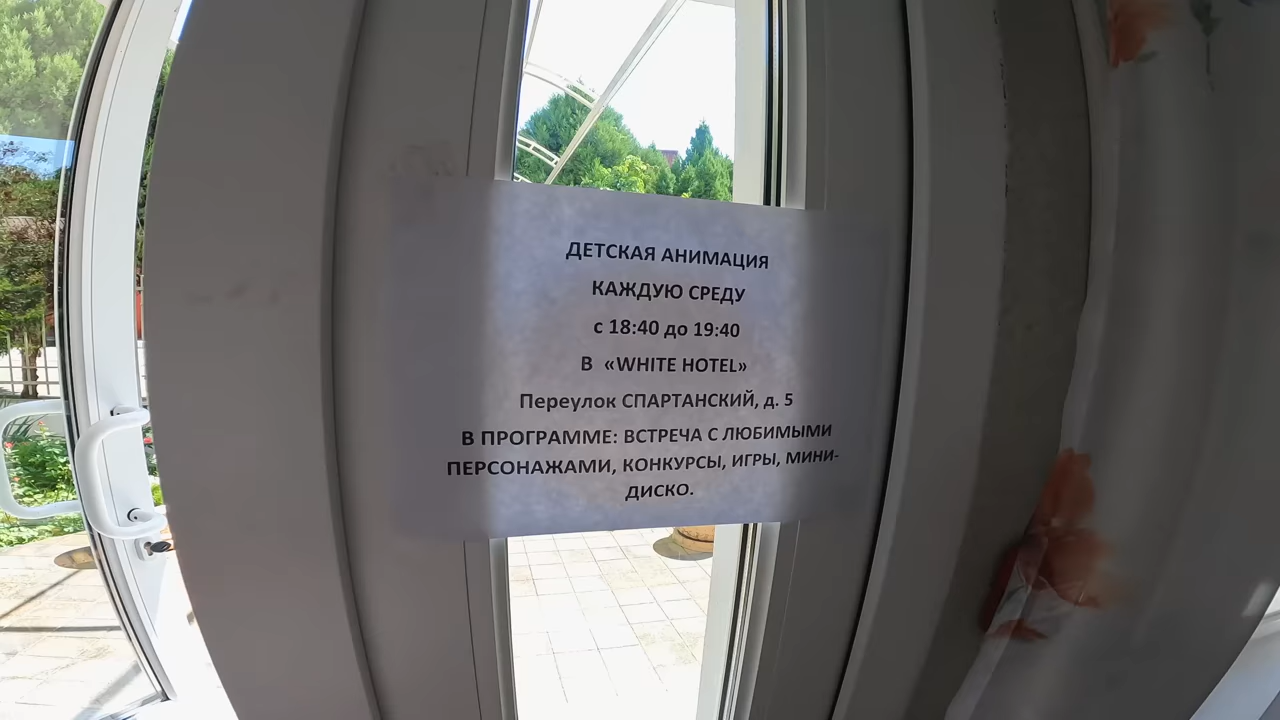 ДЕТСКАЯ АНИМАЦИЯ
КАЖДУЮ СРЕДУ
с 18:40 до 19:40
В «WHITE HOTEL»
Переулок СПАРТАНСКИЙ, д. 5
В ПРОГРАММЕ: ВСТРЕЧА С ЛЮБИМЫМИ
ПЕРСОНАЖАМИ, КОНКУРСЫ, ИГРЫ, МИНИ-
ДИСКО.